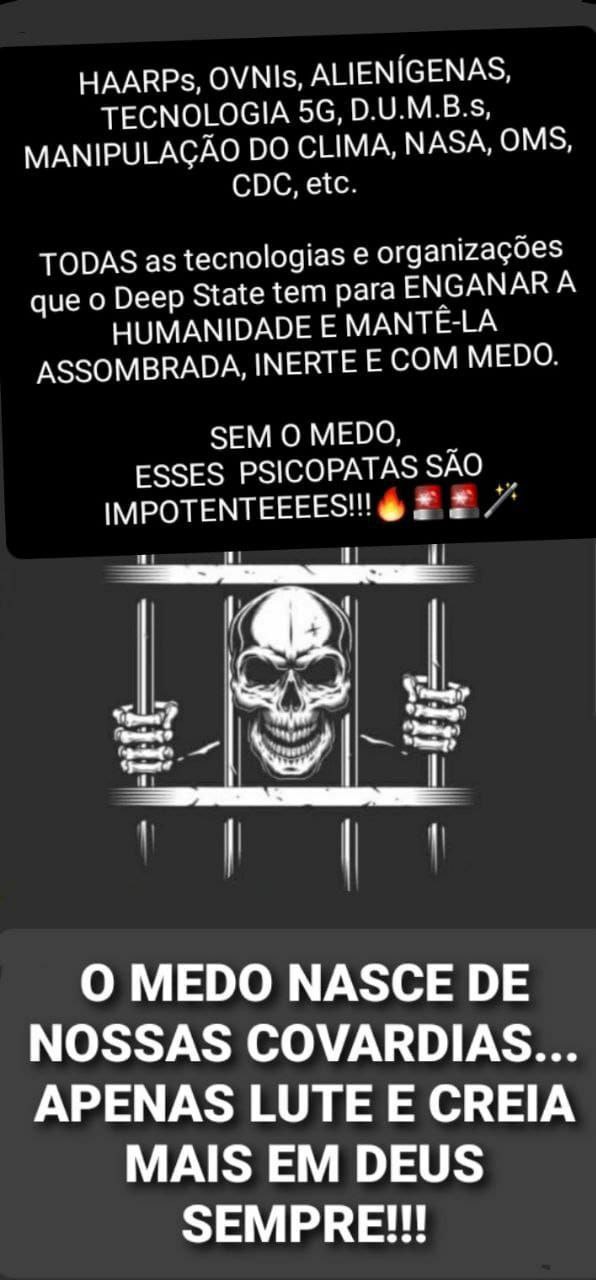 HAARPs, OVNIs, ALIENÍGENAS,
TECNOLOGIA 5G, D.U.M.B.s,
MANIPULAÇÃO DO CLIMA, NASA, OMS,
CDC, etc.
TODAS as tecnologias e organizações
que o Deep State tem para ENGANAR A
HUMANIDADE E MANTÊ-LA
ASSOMBRADA, INERTE E COM MEDO.
SEM O MEDO,
ESSES PSICOPATAS SÃO
IMPOTENTEEEES!!!🔥🚨🚨🪄
O MEDO NASCE DE
NOSSAS COVARDIAS...
APENAS LUTE E CREIA
MAIS EM DEUS
SEMPRE!!!